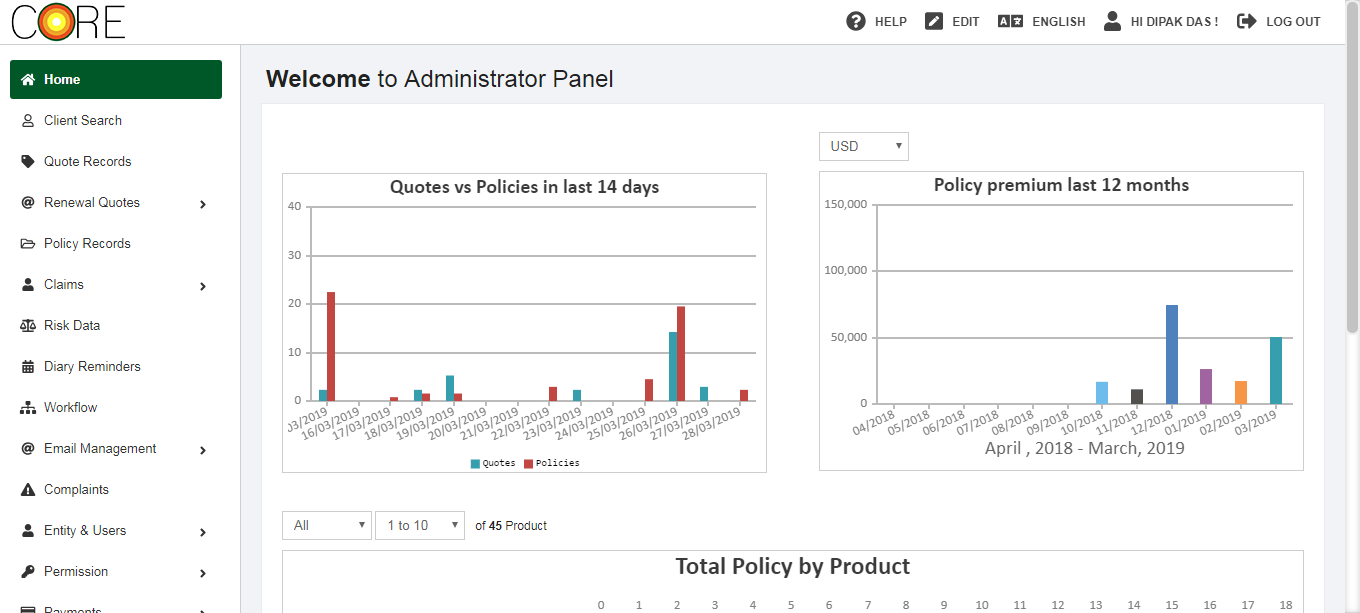 CORE
HELP
EDIT
ENGLISH
HI DIPAK DAS !
LOG OUT
Home
Client Search
Quote Records
Renewal Quotes
Policy Records
Claims
Risk Data
Diary Reminders
Workflow
Email Management
Complaints
Entity & Users
Permission
Payments
Welcome to Administrator Panel
Quotes vs Policies in last 14 days
40
30
20
10
0
03/2019
16/03/2019
17/03/2019
18/03/2019
19/03/2019
20/03/2019
21/03/2019
22/03/2019
23/03/2019
24/03/2019
25/03/2019
26/03/2019
27/03/2019
28/03/2019
Quotes Policies
USD
Policy premium last 12 months
150,000
100,000
50,000
0
04/2018
05/2018
06/2018
07/2018
08/2018
09/2018
10/2018
11/2018
12/2018
01/2019
02/2019
03/2019
April , 2018 - March, 2019
All
1 to 10
of 45 Product
Total Policy by Product
0 1 2 3 4 5 6 7 8 9 10 11 12 13 14 15 16 17 18